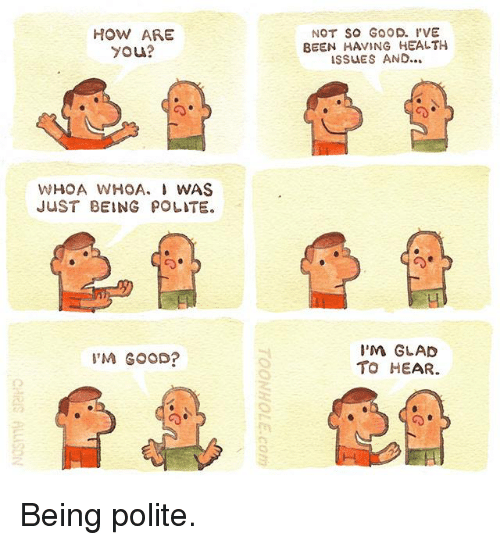 HOW ARE
YOU?
NOT SO GOOD. I'VE
BEEN HAVING HEALTH
ISSUES AND...
WHOA WHOA. I WAS
JUST BEING POLITE.
I'M GOOD?
I'M GLAD
TO HEAR.
CHRIS ALLISON
TOONHOLE.COM
Being polite.